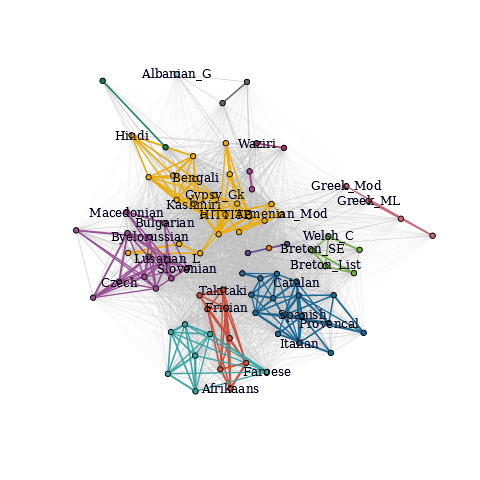 Albanian_G
Hindi
Waziri
Bengali
Greek_Mod
Gypsy_Gk
Greek_ML
Kashmiri
Macedonian
HITTITE
Armenian_Mod
Bulgarian
Byelorussian
Welsh_C
Breton_SE
Lusatian_L
Slovenian
Breton_List
Czech
Catalan
Takitaki
Frisian
Spanish
Provencal
Italian
Faroese
Afrikaans